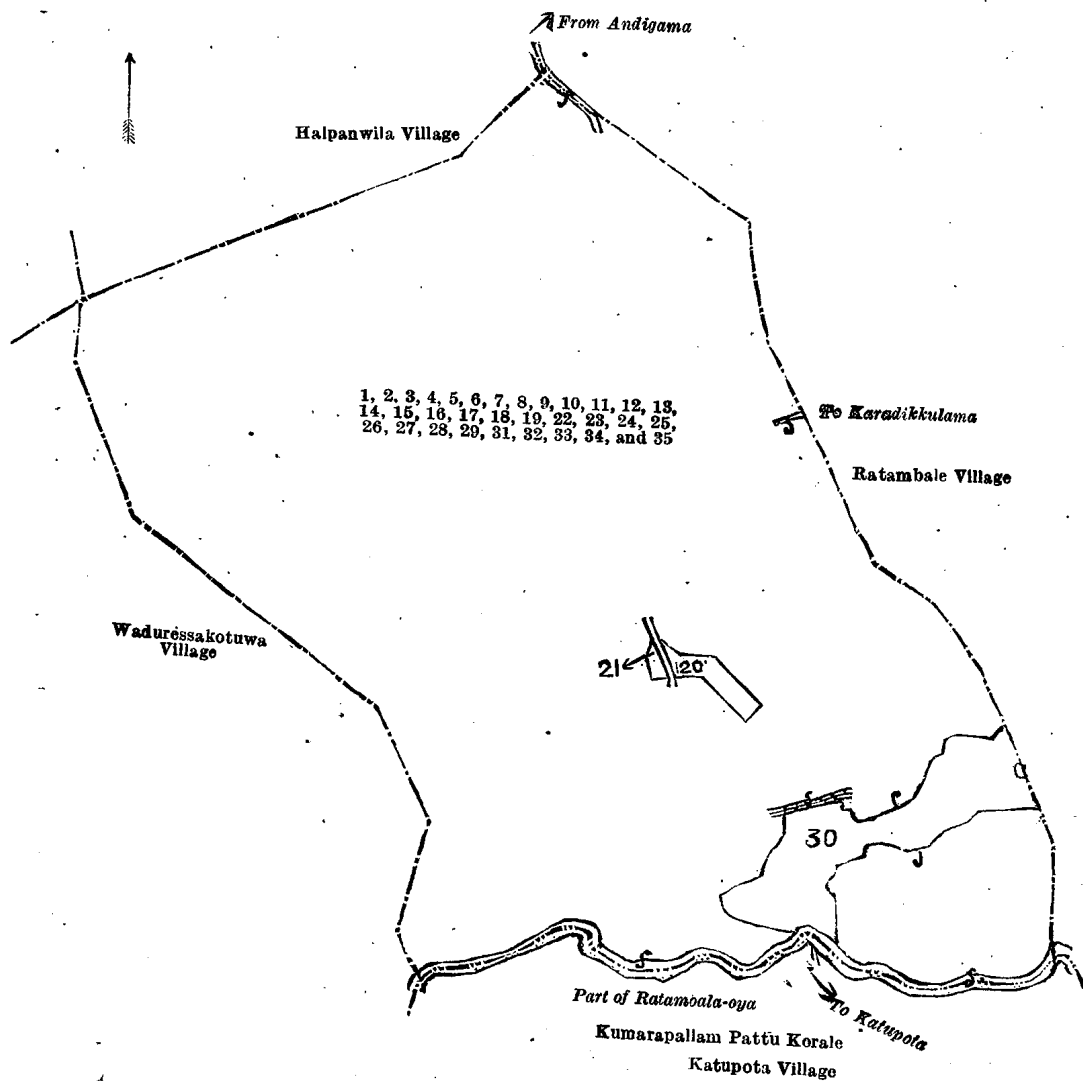 From Andigama
Halpanwila Village
1, 2, 3, 4, 5, 6, 7, 8, 9, 10, 11, 12, 13,
14, 15, 16, 17, 18, 19, 22, 23, 24, 25,
26, 27, 28, 29, 31, 32, 33, 34, and 35
To Karadikkulama
Ratambale Village
Waduressakotuwa
Village
21
20
30
Part of Ratamoala-oya
To Katupota
Kumarapallam Pattu Korale
Katupota Village